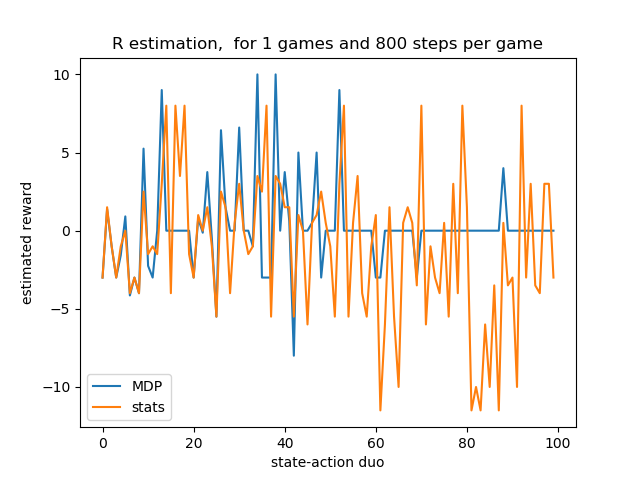 R estimation,  for 1 games and 800 steps per game
estimated reward
10
5
0
−5
−10
MDP
stats
0 20 40 60 80 100
state-action duo